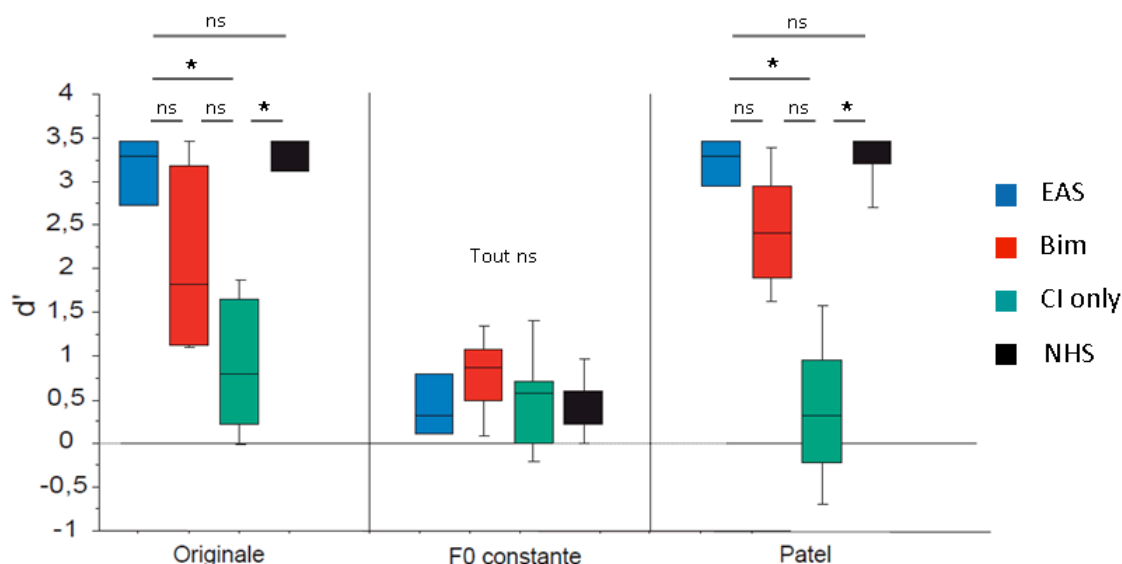 ns
ns
*
*
ns
ns
*
ns
ns
*
4
3,5
3
2,5
2
1,5
1
0,5
0
-0,5
-1
d'
Tout ns
EAS
Bim
CI only
NHS
Originale
F0 constante
Patel